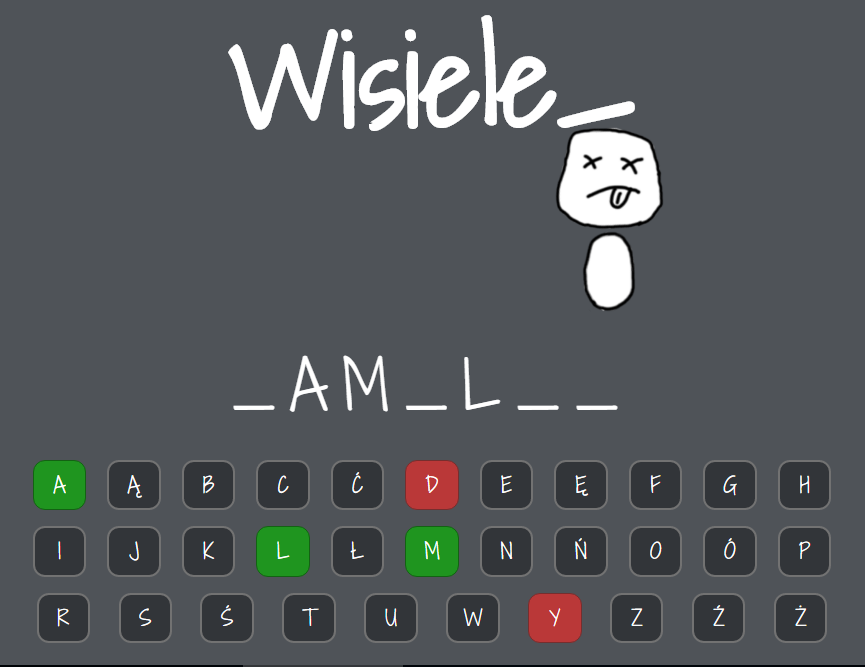 Wisiele_
_AM_L__
A Ą B C Ć D E Ę F G H
I J K L Ł M N Ń O Ó P
R S Ś T U W Y Z Ź Ż